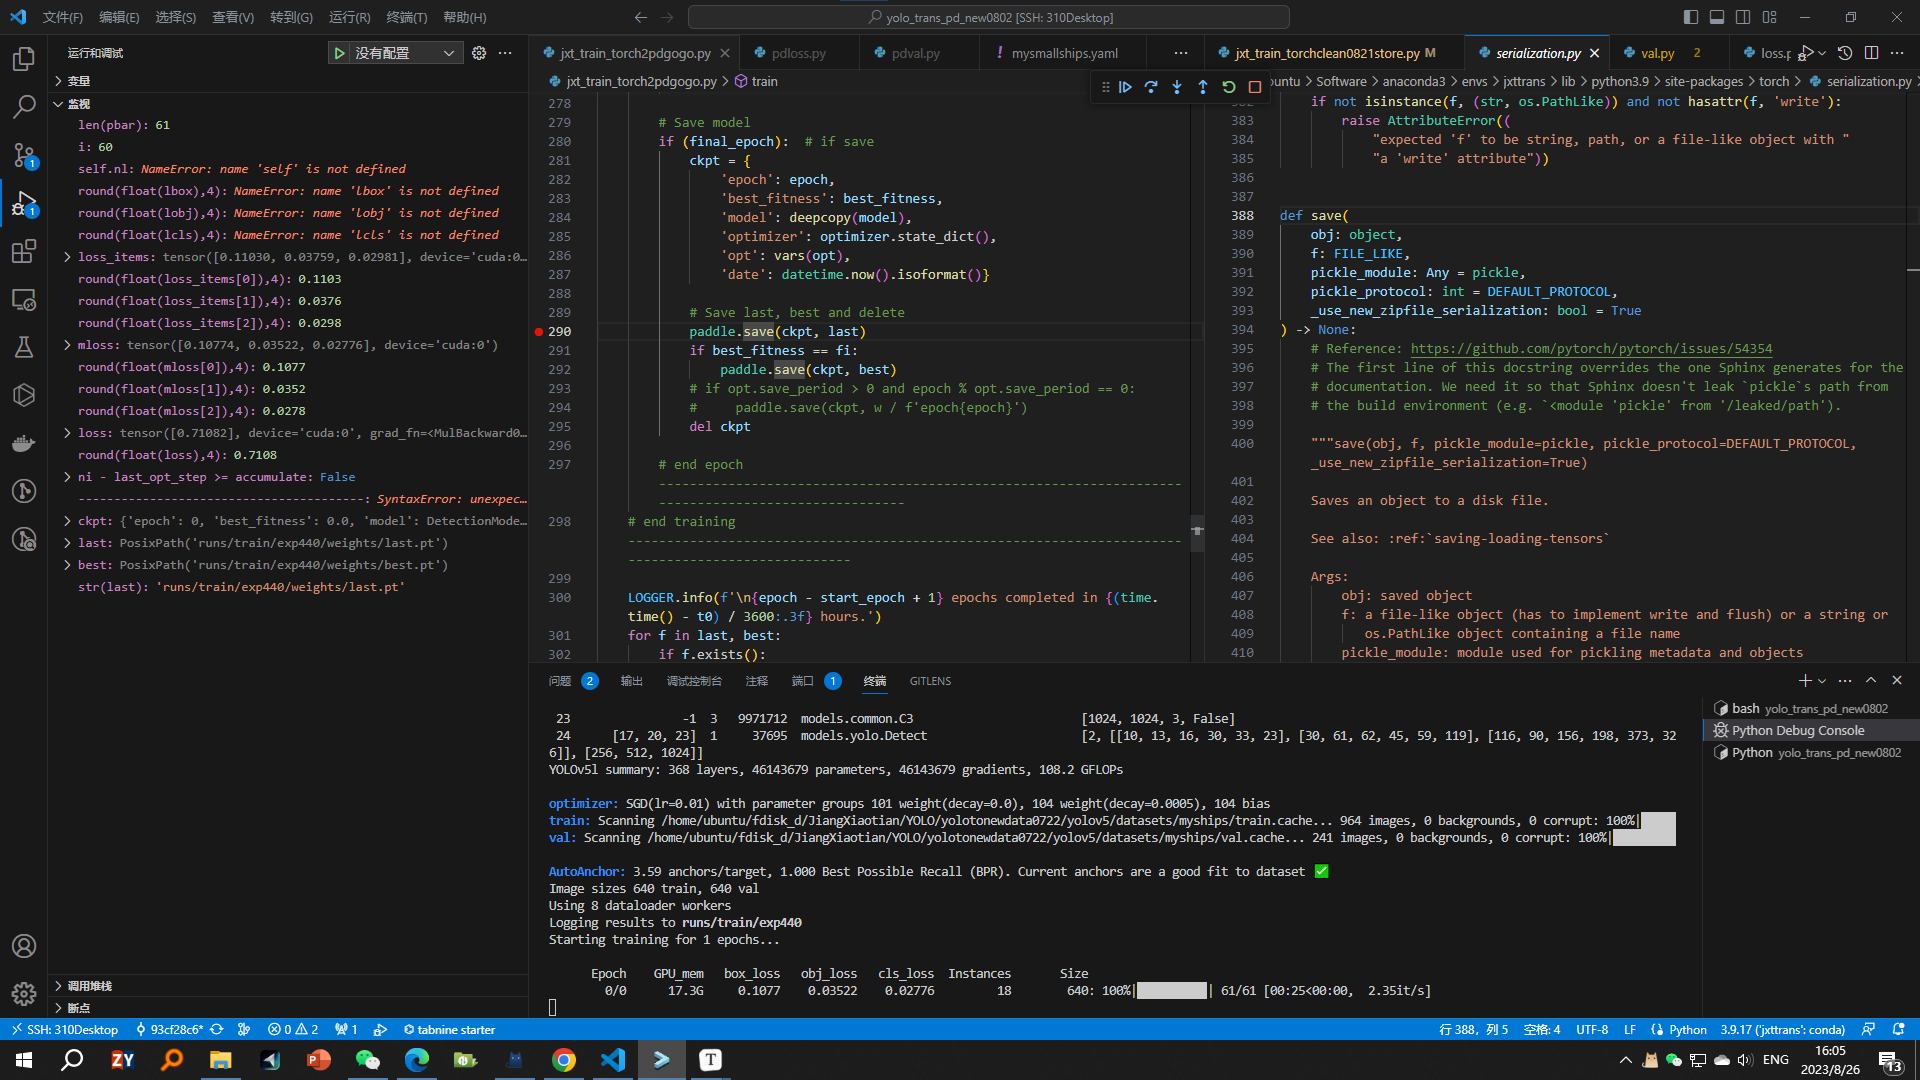 文件(F) 编辑(E) 选择(S) 查看(V) 转到(G) 运行(R) 终端(T) 帮助(H)
yolo_trans_pd_new0802 [SSH: 310Desktop]
运行和调试
没有配置
变量
监视
len(pbar): 61
i: 60
self.nl: NameError: name 'self' is not defined
round(float(lbox),4): NameError: name 'lbox' is not defined
round(float(lobj),4): NameError: name 'lobj' is not defined
round(float(lcls),4): NameError: name 'lcls' is not defined
loss_items: tensor([0.11030, 0.03759, 0.02981], device='cuda:0…
round(float(loss_items[0]),4): 0.1103
round(float(loss_items[1]),4): 0.0376
round(float(loss_items[2]),4): 0.0298
mloss: tensor([0.10774, 0.03522, 0.02776], device='cuda:0')
round(float(mloss[0]),4): 0.1077
round(float(mloss[1]),4): 0.0352
round(float(mloss[2]),4): 0.0278
loss: tensor([0.71082], device='cuda:0', grad_fn=<MulBackward0…
round(float(loss),4): 0.7108
ni - last_opt_step >= accumulate: False
----------------------------------------: SyntaxError: unexpec…
ckpt: {'epoch': 0, 'best_fitness': 0.0, 'model': DetectionMode…
last: PosixPath('runs/train/exp440/weights/last.pt')
best: PosixPath('runs/train/exp440/weights/best.pt')
str(last): 'runs/train/exp440/weights/last.pt'
调用堆栈
断点
jxt_train_torch2pdgogo.py pdloss.py pdval.py ! mysmallships.yaml ···
jxt_train_torch2pdgogo.py > train
278
279 # Save model
280 if (final_epoch): # if save
281 ckpt = {
282 'epoch': epoch,
283 'best_fitness': best_fitness,
284 'model': deepcopy(model),
285 'optimizer': optimizer.state_dict(),
286 'opt': vars(opt),
287 'date': datetime.now().isoformat()}
288
289 # Save last, best and delete
290 paddle.save(ckpt, last)
291 if best_fitness == fi:
292 paddle.save(ckpt, best)
293 # if opt.save_period > 0 and epoch % opt.save_period == 0:
294 # paddle.save(ckpt, w / f'epoch{epoch}')
295 del ckpt
296
297 # end epoch
--------------------------------------------------------------------
--------------------------------
298 # end training
------------------------------------------------------------------------
-----------------------------
299
300 LOGGER.info(f'\n{epoch - start_epoch + 1} epochs completed in {(time.
time() - t0) / 3600:.3f} hours.')
301 for f in last, best:
302 if f.exists():
jxt_train_torchclean0821store.py M serialization.py val.py 2 loss.p
buntu > Software > anaconda3 > envs > jxttrans > lib > python3.9 > site-packages > torch > serialization.py >
382 if not isinstance(f, (str, os.PathLike)) and not hasattr(f, 'write'):
383 raise AttributeError((
384 "expected 'f' to be string, path, or a file-like object with "
385 "a 'write' attribute"))
386
387
388 def save(
389 obj: object,
390 f: FILE_LIKE,
391 pickle_module: Any = pickle,
392 pickle_protocol: int = DEFAULT_PROTOCOL,
393 _use_new_zipfile_serialization: bool = True
394 ) -> None:
395 # Reference: https://github.com/pytorch/pytorch/issues/54354
396 # The first line of this docstring overrides the one Sphinx generates for the
397 # documentation. We need it so that Sphinx doesn't leak `pickle`s path from
398 # the build environment (e.g. `<module 'pickle' from '/leaked/path').
399
400 """save(obj, f, pickle_module=pickle, pickle_protocol=DEFAULT_PROTOCOL,
_use_new_zipfile_serialization=True)
401
402 Saves an object to a disk file.
403
404 See also: :ref:`saving-loading-tensors`
405
406 Args:
407 obj: saved object
408 f: a file-like object (has to implement write and flush) or a string or
409 os.PathLike object containing a file name
410 pickle_module: module used for pickling metadata and objects
问题 2 输出 调试控制台 注释 端口 1 终端 GITLENS
23 -1 3 9971712 models.common.C3 [1024, 1024, 3, False]
24 [17, 20, 23] 1 37695 models.yolo.Detect [2, [[10, 13, 16, 30, 33, 23], [30, 61, 62, 45, 59, 119], [116, 90, 156, 198, 373, 32
6]], [256, 512, 1024]]
YOLOv5l summary: 368 layers, 46143679 parameters, 46143679 gradients, 108.2 GFLOPs
optimizer: SGD(lr=0.01) with parameter groups 101 weight(decay=0.0), 104 weight(decay=0.0005), 104 bias
train: Scanning /home/ubuntu/fdisk_d/JiangXiaotian/YOLO/yolotonewdata0722/yolov5/datasets/myships/train.cache... 964 images, 0 backgrounds, 0 corrupt: 100%|
val: Scanning /home/ubuntu/fdisk_d/JiangXiaotian/YOLO/yolotonewdata0722/yolov5/datasets/myships/val.cache... 241 images, 0 backgrounds, 0 corrupt: 100%|
AutoAnchor: 3.59 anchors/target, 1.000 Best Possible Recall (BPR). Current anchors are a good fit to dataset ✅
Image sizes 640 train, 640 val
Using 8 dataloader workers
Logging results to runs/train/exp440
Starting training for 1 epochs...
Epoch GPU_mem box_loss obj_loss cls_loss Instances Size
0/0 17.3G 0.1077 0.03522 0.02776 18 640: 100%| | 61/61 [00:25<00:00, 2.35it/s]
bash yolo_trans_pd_new0802
Python Debug Console
Python yolo_trans_pd_new0802
SSH: 310Desktop 93cf28c6* 0 2 1 tabnine starter 行 388，列 5 空格: 4 UTF-8 LF Python 3.9.17 ('jxttrans': conda)
ZY T ENG 16:05
2023/8/26 13